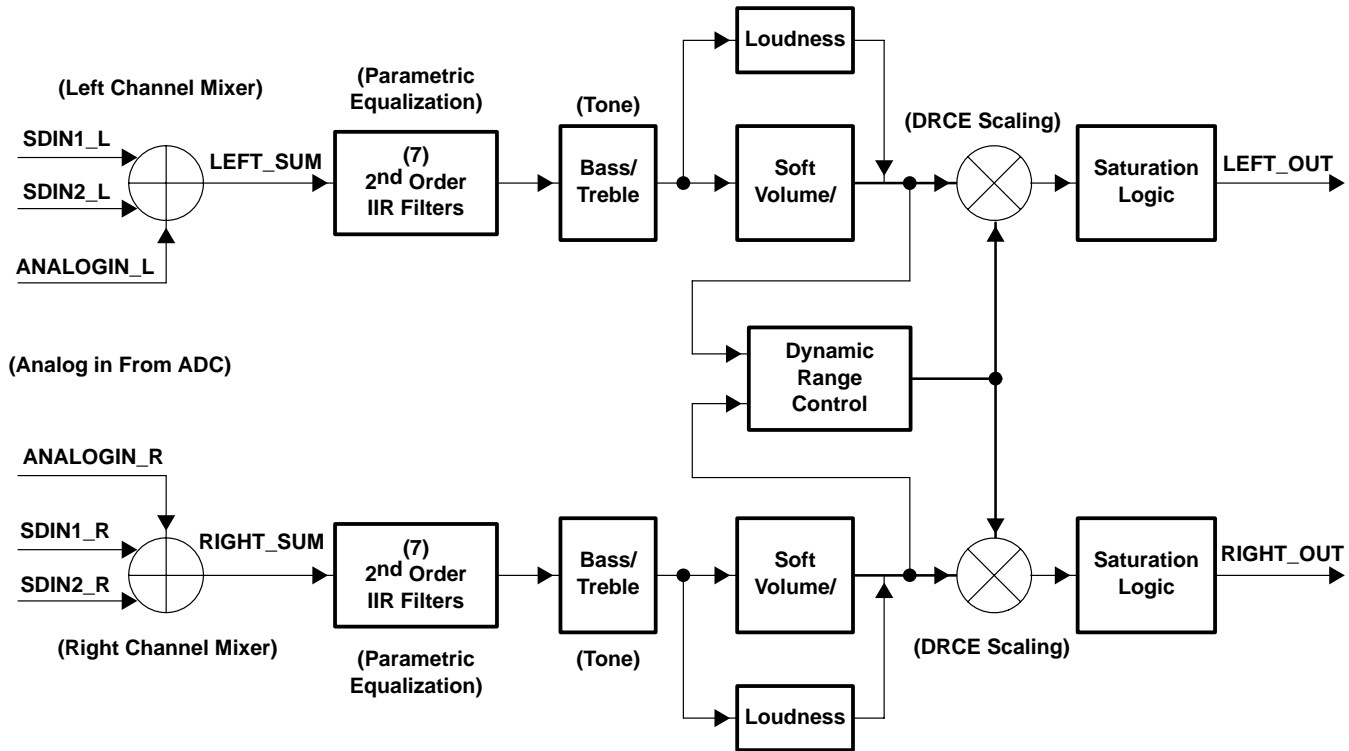 Loudness
(Parametric
Equalization)
(Left Channel Mixer)
(Tone)
(DRCE Scaling)
SDIN1_L
SDIN2_L
LEFT_SUM
(7)
2nd Order
IIR Filters
Bass/
Treble
Soft
Volume/
Saturation
Logic
LEFT_OUT
ANALOGIN_L
(Analog in From ADC)
Dynamic
Range
Control
ANALOGIN_R
SDIN1_R
SDIN2_R
RIGHT_SUM
(7)
2nd Order
IIR Filters
Bass/
Treble
Soft
Volume/
Saturation
Logic
RIGHT_OUT
(Right Channel Mixer)
(Parametric
Equalization)
(Tone)
(DRCE Scaling)
Loudness